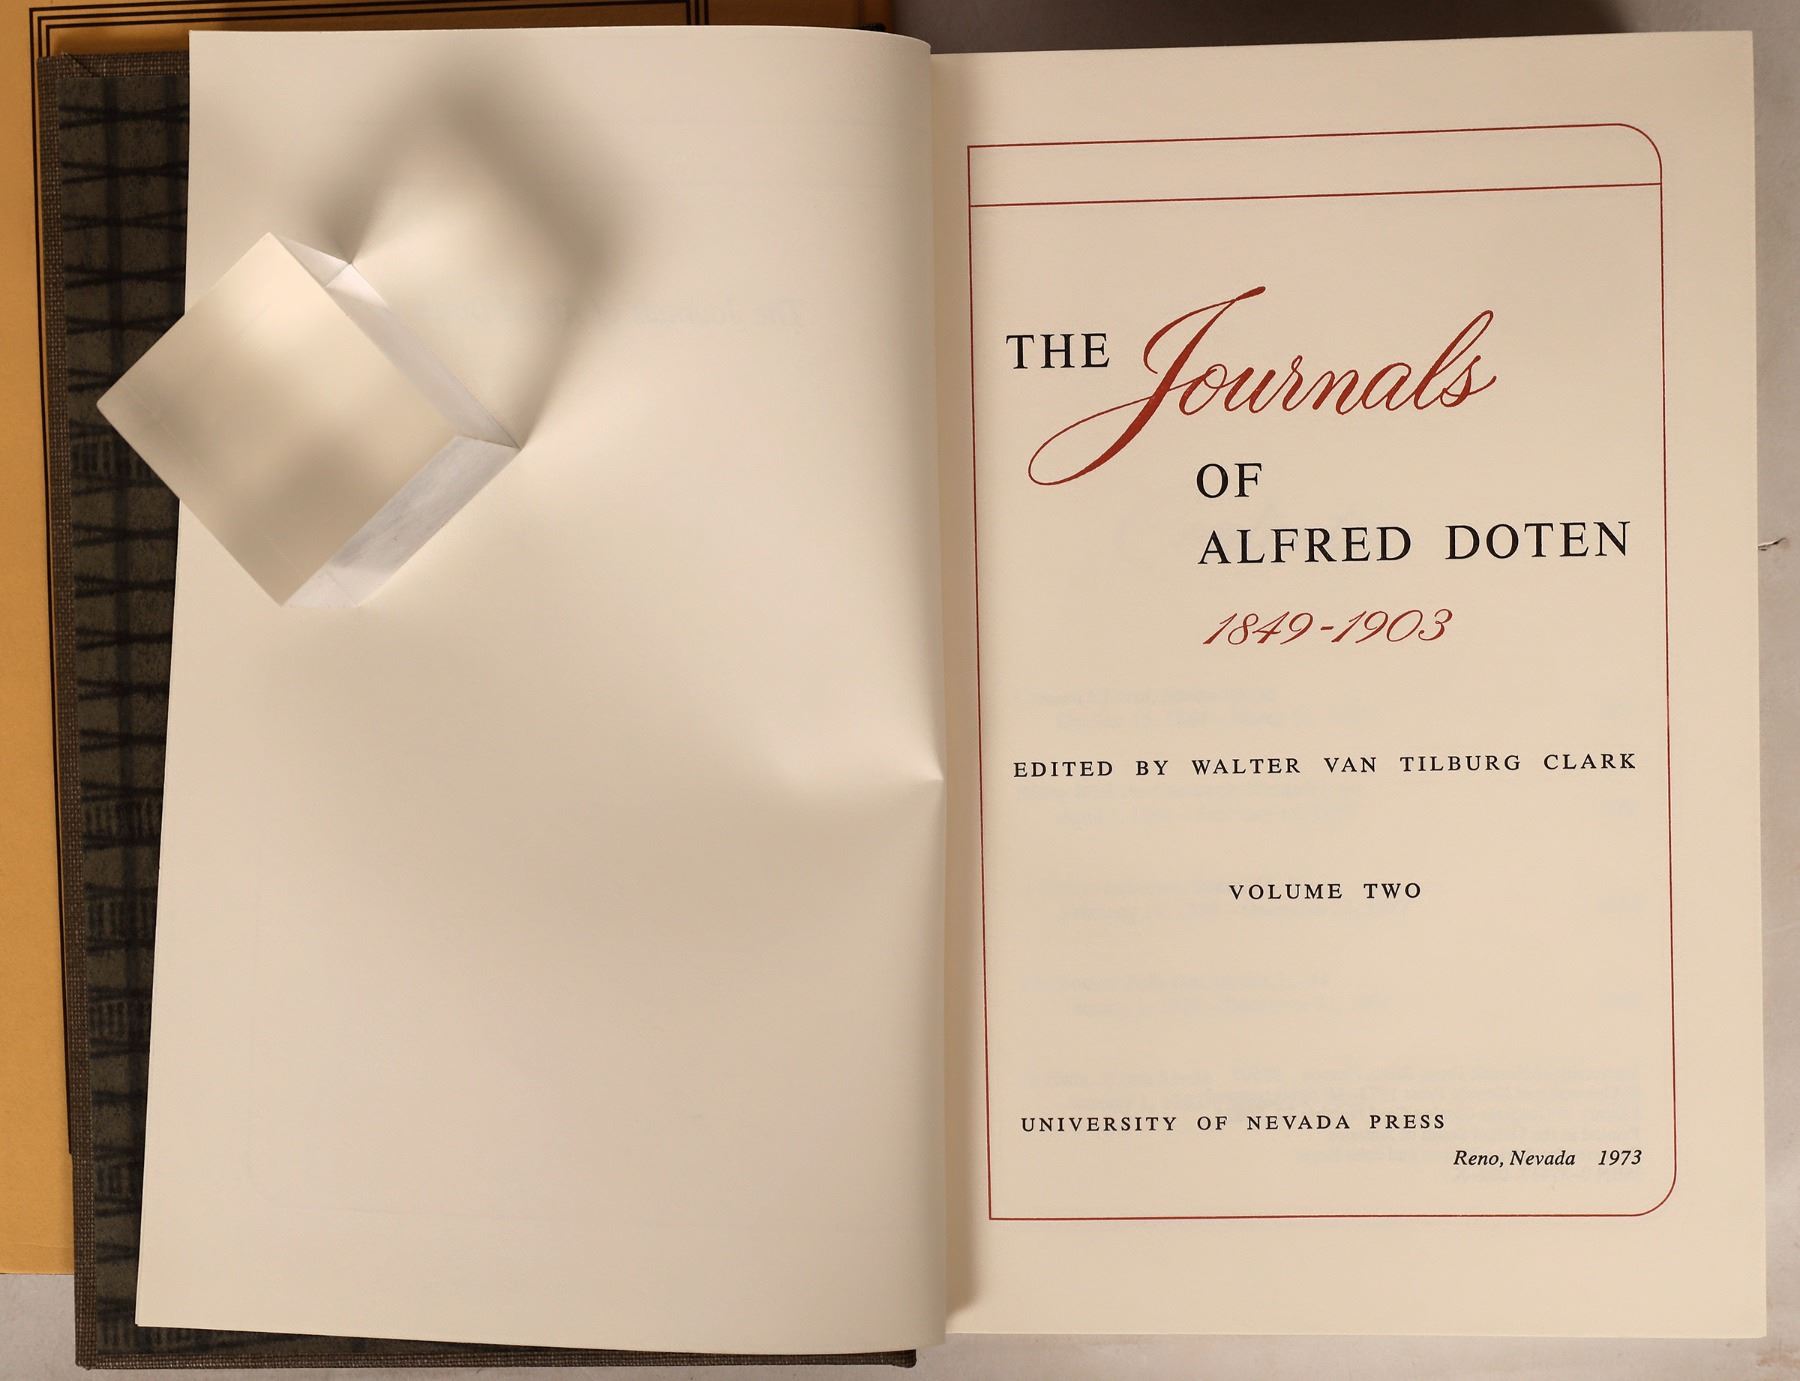 THE Journals
OF
ALFRED DOTEN
1849-1903
EDITED BY WALTER VAN TILBURG CLARK
VOLUME TWO
UNIVERSITY OF NEVADA PRESS
Reno, Nevada 1973